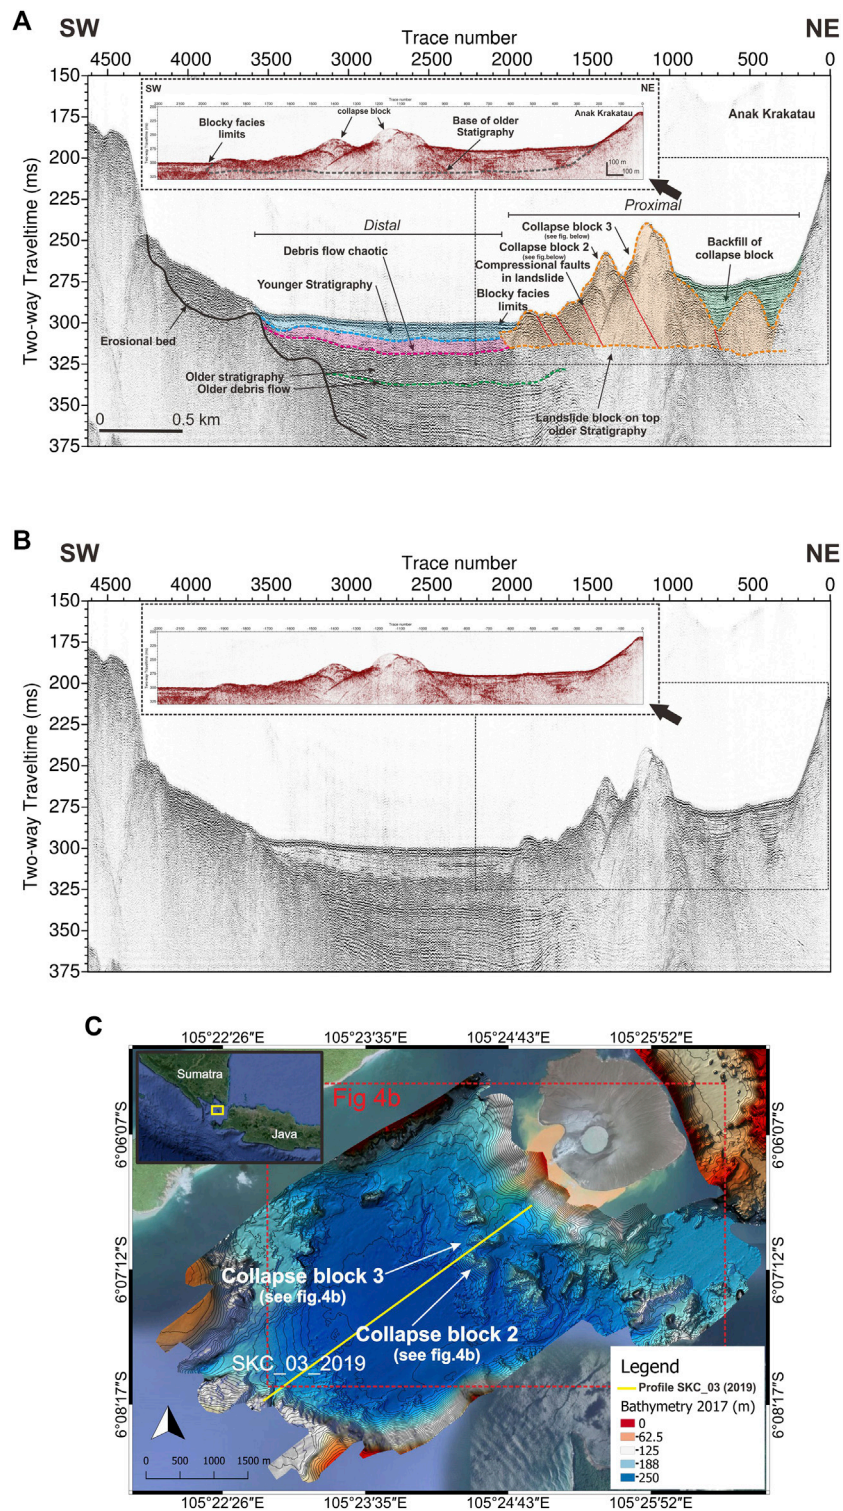 A
SW
NE
Trace number
4500 4000 3500 3000 2500 2000 1500 1000 500 0
150
175
200
225
250
275
300
325
350
375
Two-way Traveltime (ms)
SW
Trace number
NE
Blocky facies
limits
collapse block
Base of older
Stratigraphy
Anak Krakatau
100 m
100 m
Anak Krakatau
Proximal
Distal
Debris flow chaotic
Younger Stratigraphy
Collapse block 3
(see fig. below)
Collapse block 2
(see fig.below)
Compressional faults
in landslide
Blocky facies
limits
Backfill of
collapse block
Erosional bed
Older stratigraphy
Older debris flow
Landslide block on top
older Stratigraphy
0 0.5 km
B
SW
NE
Trace number
4500 4000 3500 3000 2500 2000 1500 1000 500 0
150
175
200
225
250
275
300
325
350
375
Two-way Traveltime (ms)
SW
Trace number
NE
C
105°22′26″E 105°23′35″E 105°24′43″E 105°25′52″E
Sumatra
Java
Fig 4b
6°06′07″S
6°07′12″S
6°08′17″S
6°06′07″S
6°07′12″S
6°08′17″S
Collapse block 3
(see fig.4b)
Collapse block 2
(see fig.4b)
SKC_03_2019
0 500 1000 1500 m
Legend
Profile SKC_03 (2019)
Bathymetry 2017 (m)
0
-62.5
-125
-188
-250
105°22′26″E 105°23′35″E 105°24′43″E 105°25′52″E